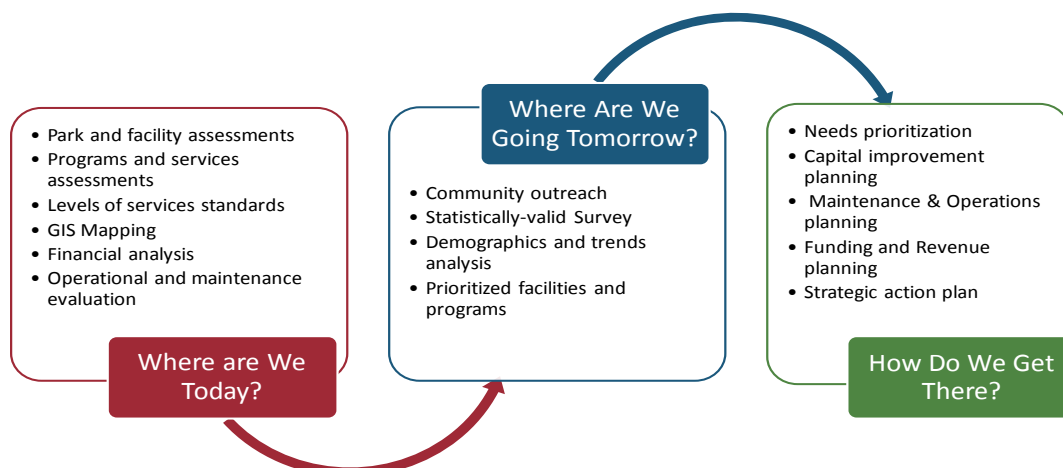 • Park and facility assessments
• Programs and services
assessments
• Levels of services standards
• GIS Mapping
• Financial analysis
• Operational and maintenance
evaluation
Where are We
Today?
Where Are We
Going Tomorrow?
• Community outreach
• Statistically-valid Survey
• Demographics and trends
analysis
• Prioritized facilities and
programs
• Needs prioritization
• Capital improvement
planning
• Maintenance & Operations
planning
• Funding and Revenue
planning
• Strategic action plan
How Do We Get
There?